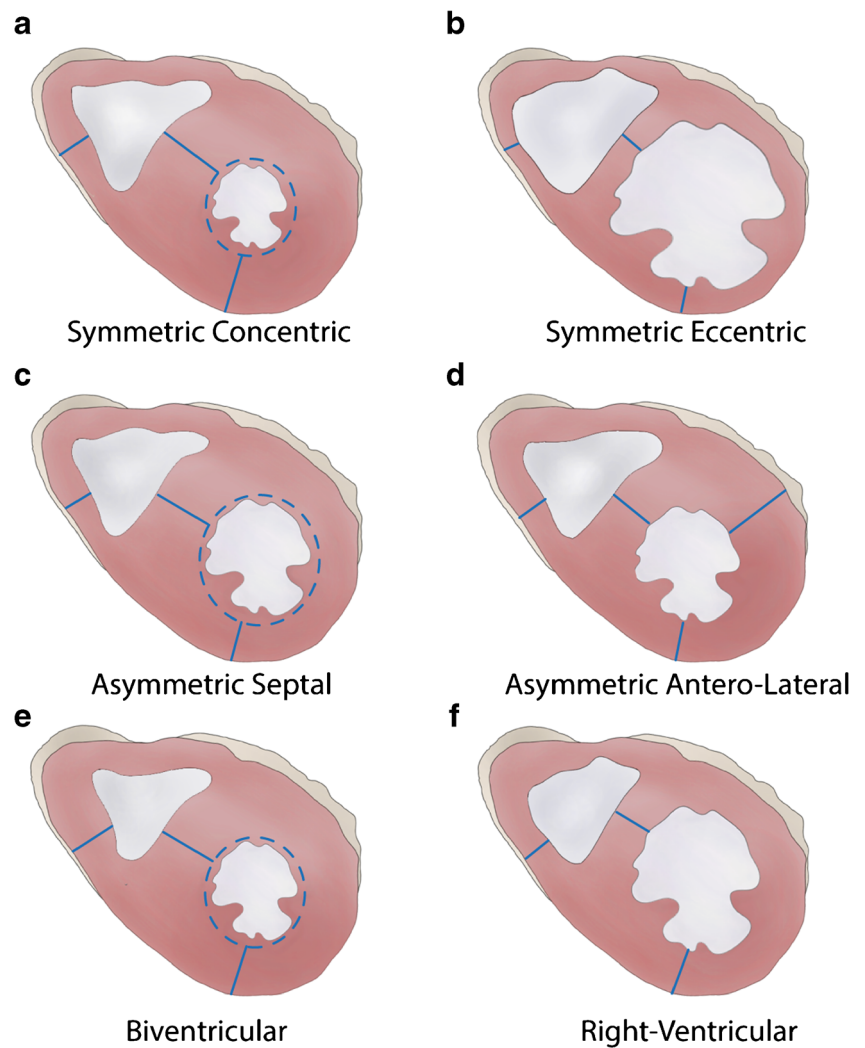 a
b
Symmetric Concentric
Symmetric Eccentric
c
d
Asymmetric Septal
Asymmetric Antero-Lateral
e
f
Biventricular
Right-Ventricular